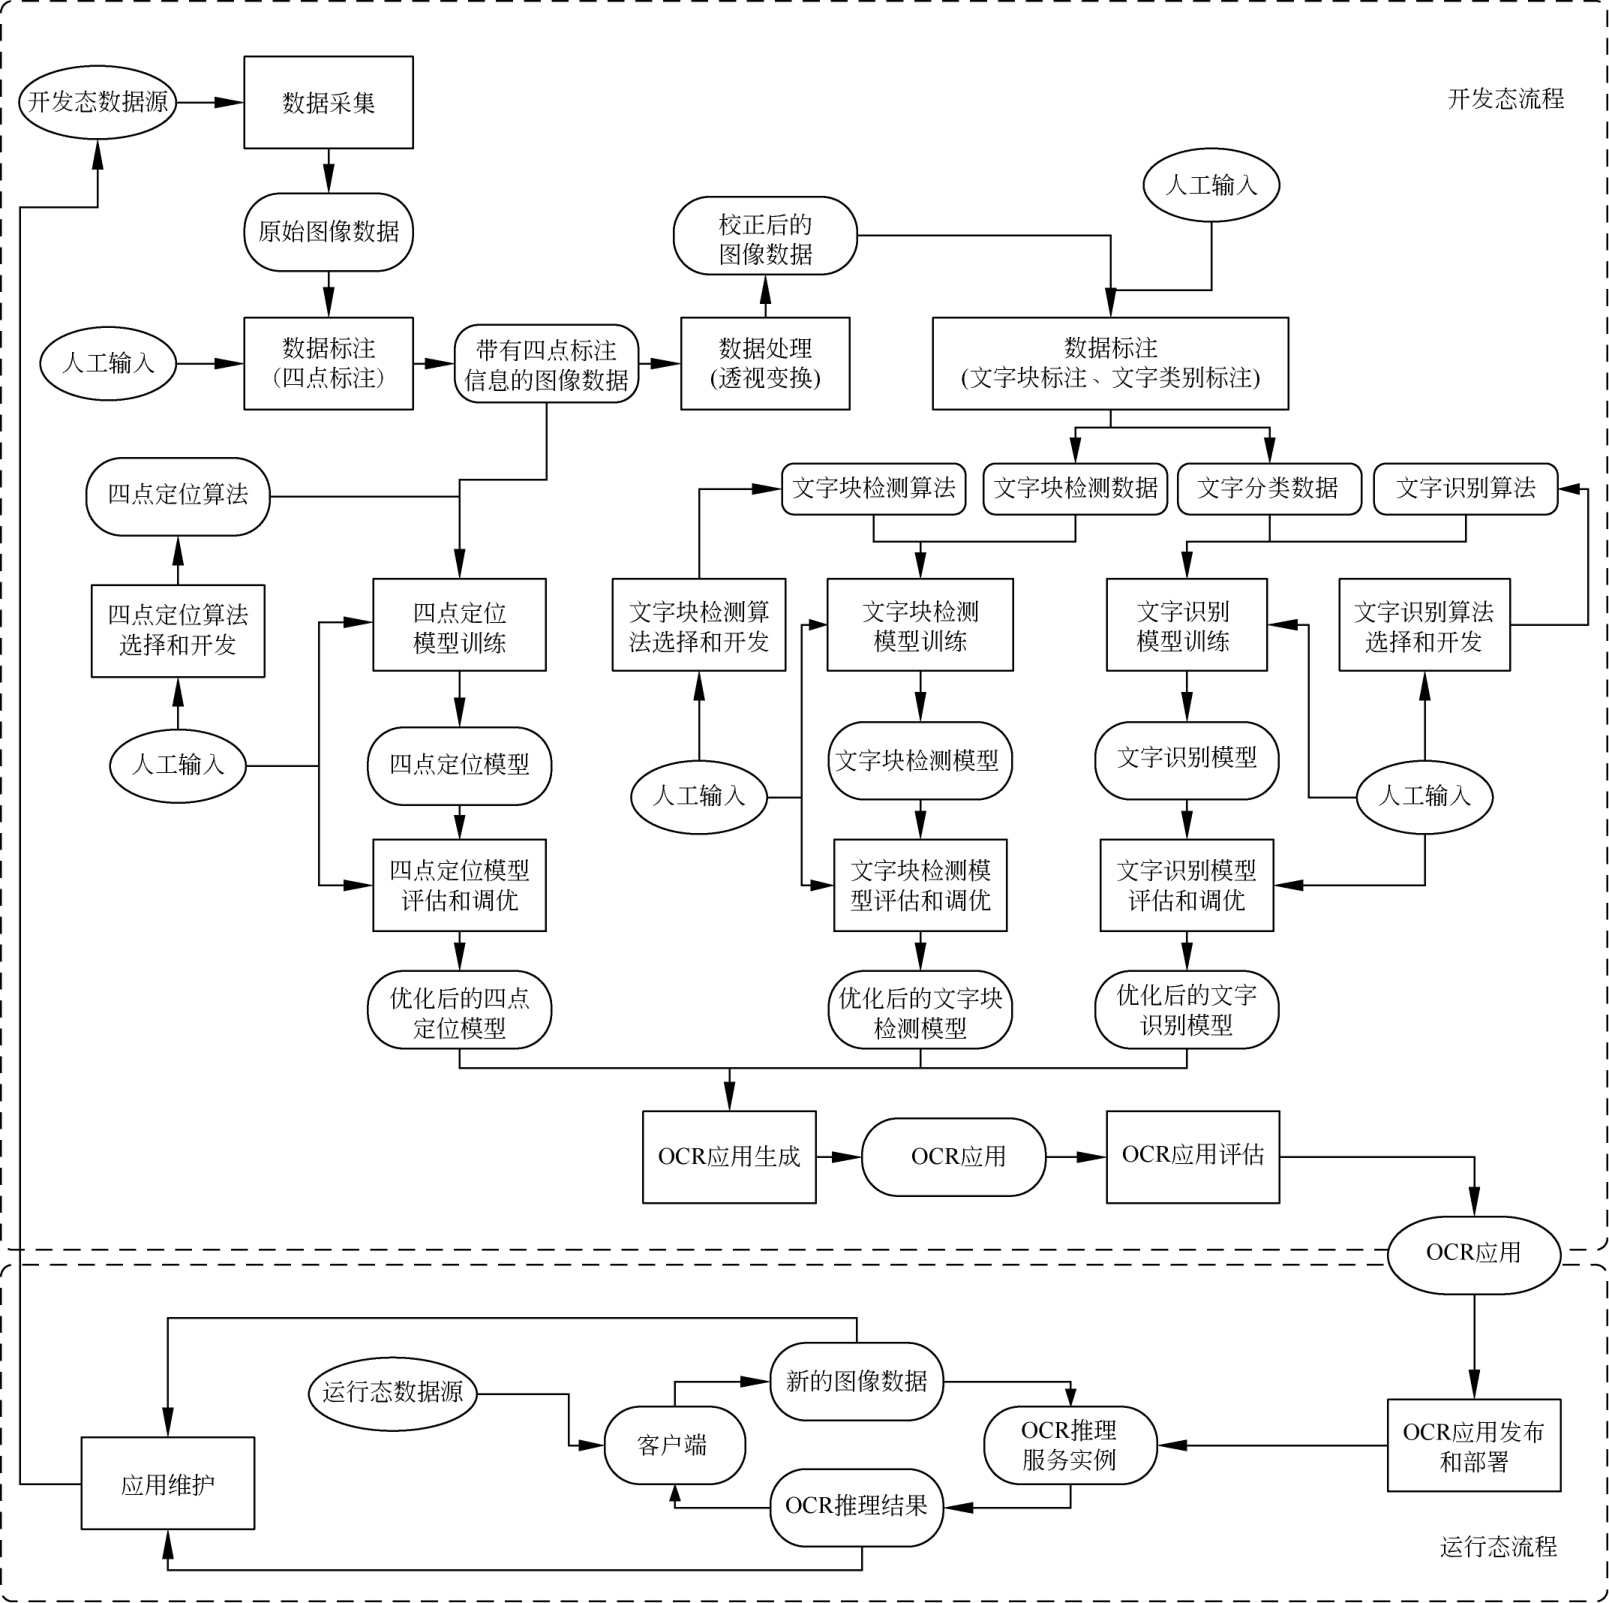 开发态数据源
数据采集
开发态流程
人工输入
原始图像数据
校正后的
图像数据
人工输入
数据标注
（四点标注）
带有四点标注
信息的图像数据
数据处理
(透视变换)
数据标注
(文字块标注、文字类别标注)
四点定位算法
文字块检测算法
文字块检测数据
文字分类数据
文字识别算法
四点定位算法
选择和开发
四点定位
模型训练
文字块检测算
法选择和开发
文字块检测
模型训练
文字识别
模型训练
文字识别算法
选择和开发
人工输入
四点定位模型
人工输入
文字块检测模型
文字识别模型
人工输入
四点定位模型
评估和调优
文字块检测模
型评估和调优
文字识别模型
评估和调优
优化后的四点
定位模型
优化后的文字块
检测模型
优化后的文字
识别模型
OCR应用生成
OCR应用
OCR应用评估
OCR应用
运行态数据源
新的图像数据
客户端
OCR推理
服务实例
OCR应用发布
和部署
应用维护
OCR推理结果
运行态流程